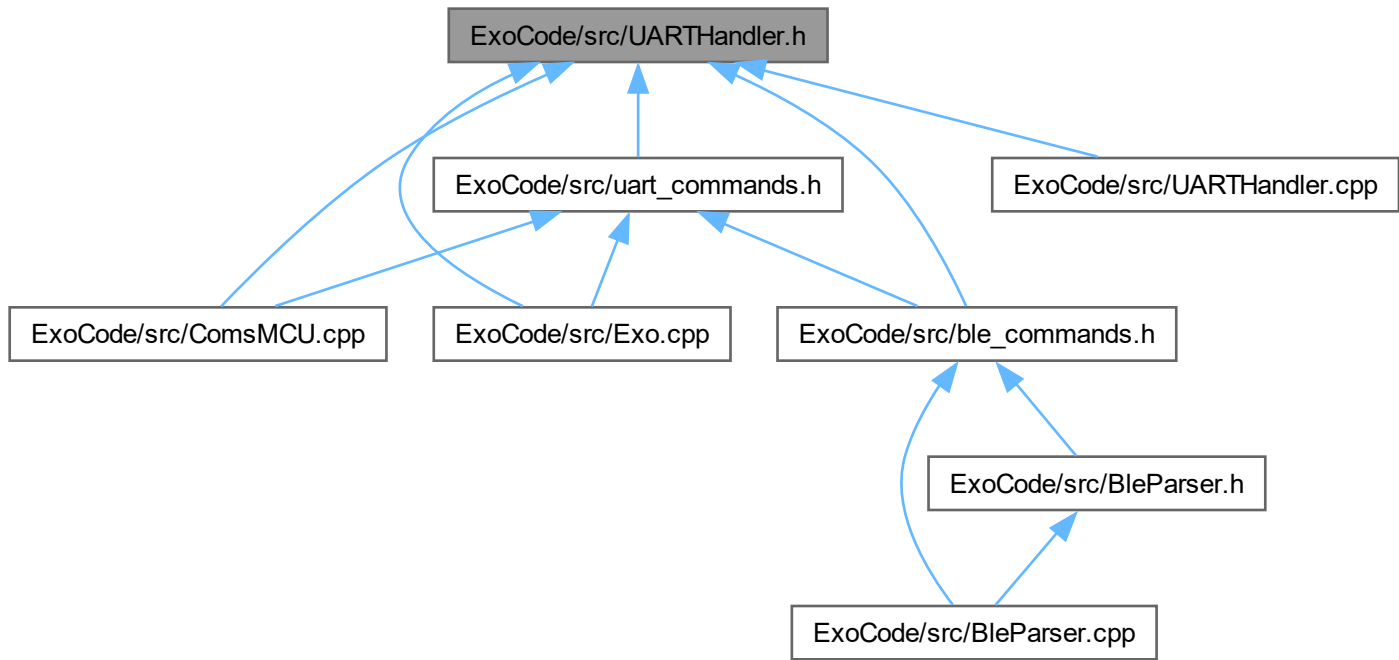 ExoCode/src/UARTHandler.h
ExoCode/src/uart_commands.h
ExoCode/src/UARTHandler.cpp
ExoCode/src/ComsMCU.cpp
ExoCode/src/Exo.cpp
ExoCode/src/ble_commands.h
ExoCode/src/BleParser.h
ExoCode/src/BleParser.cpp